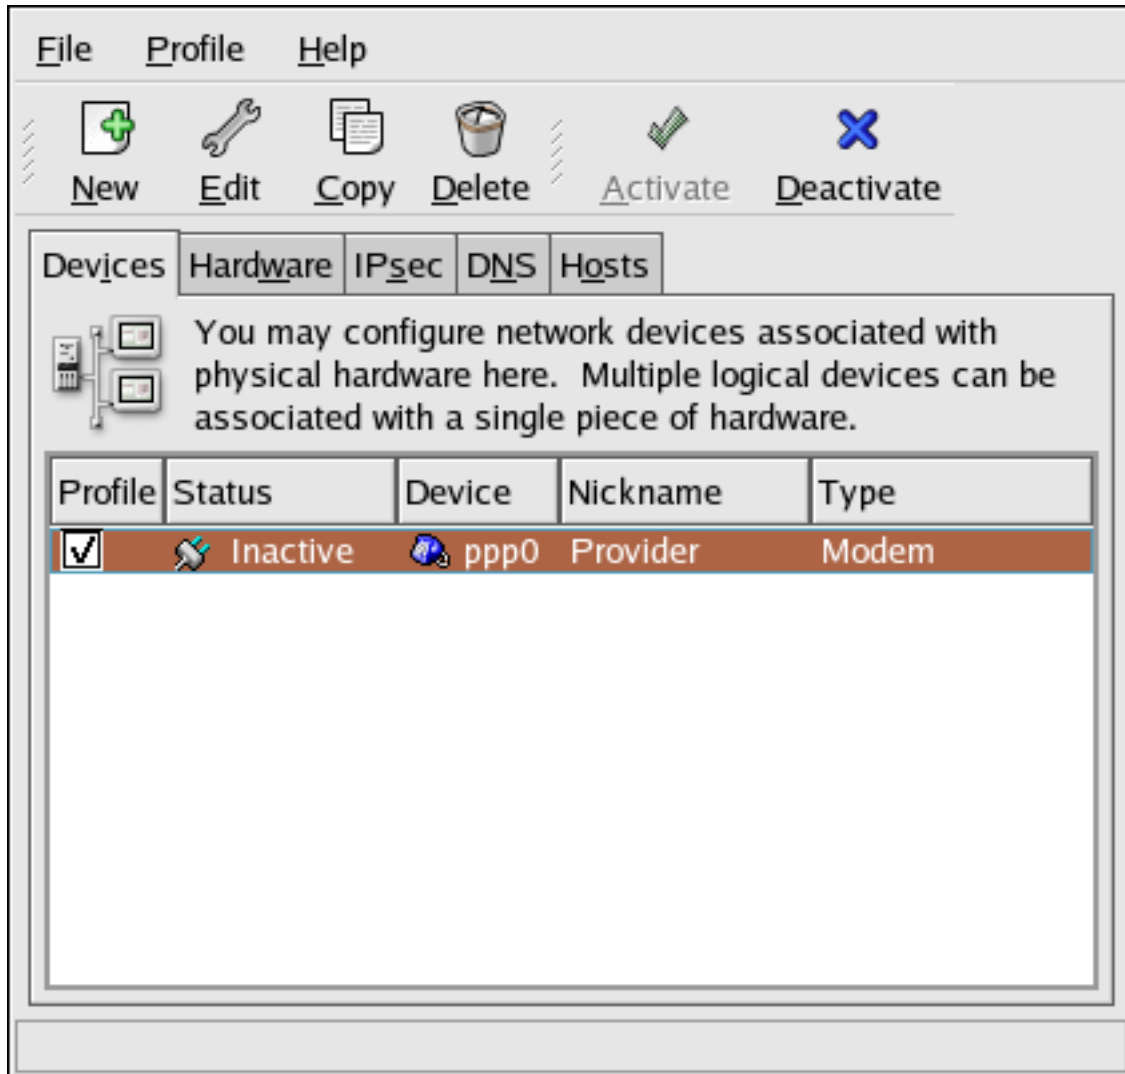 File Profile Help
New Edit Copy Delete Activate Deactivate
Devices Hardware IPsec DNS Hosts
You may configure network devices associated with
physical hardware here.  Multiple logical devices can be
associated with a single piece of hardware.
Profile Status Device Nickname Type
Inactive ppp0 Provider Modem